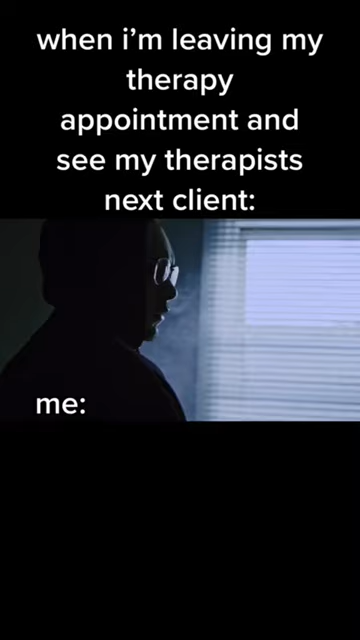 when i’m leaving my
therapy
appointment and
see my therapists
next client:
me: